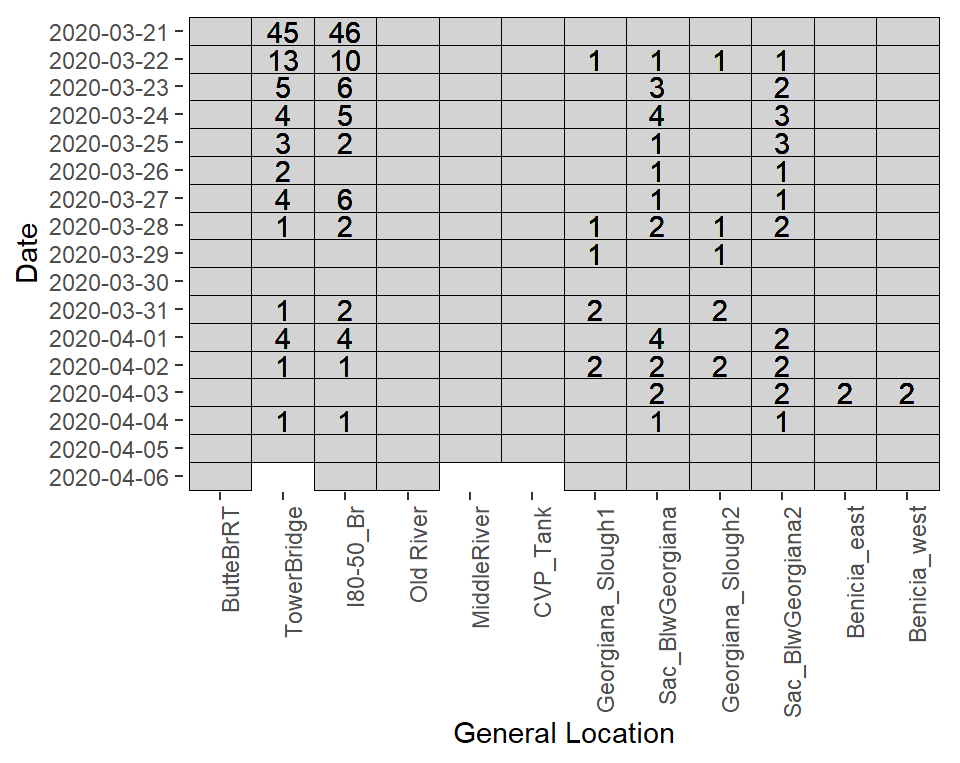 2020-03-21 45 46
2020-03-22 13 10 1 1 1 1
2020-03-23 5 6 3 2
2020-03-24 4 5 4 3
2020-03-25 3 2 1 3
2020-03-26 2 1 1
2020-03-27 4 6 1 1
2020-03-28 1 2 1 2 1 2
2020-03-29 1 1
2020-03-30
2020-03-31 1 2 2 2
2020-04-01 4 4 4 2
2020-04-02 1 1 2 2 2 2
2020-04-03 2 2 2 2
2020-04-04 1 1 1 1
2020-04-05
2020-04-06
Date
ButteBrRT
TowerBridge
I80-50_Br
Old River
MiddleRiver
CVP_Tank
Georgiana_Slough1
Sac_BlwGeorgiana
Georgiana_Slough2
Sac_BlwGeorgiana2
Benicia_east
Benicia_west
General Location